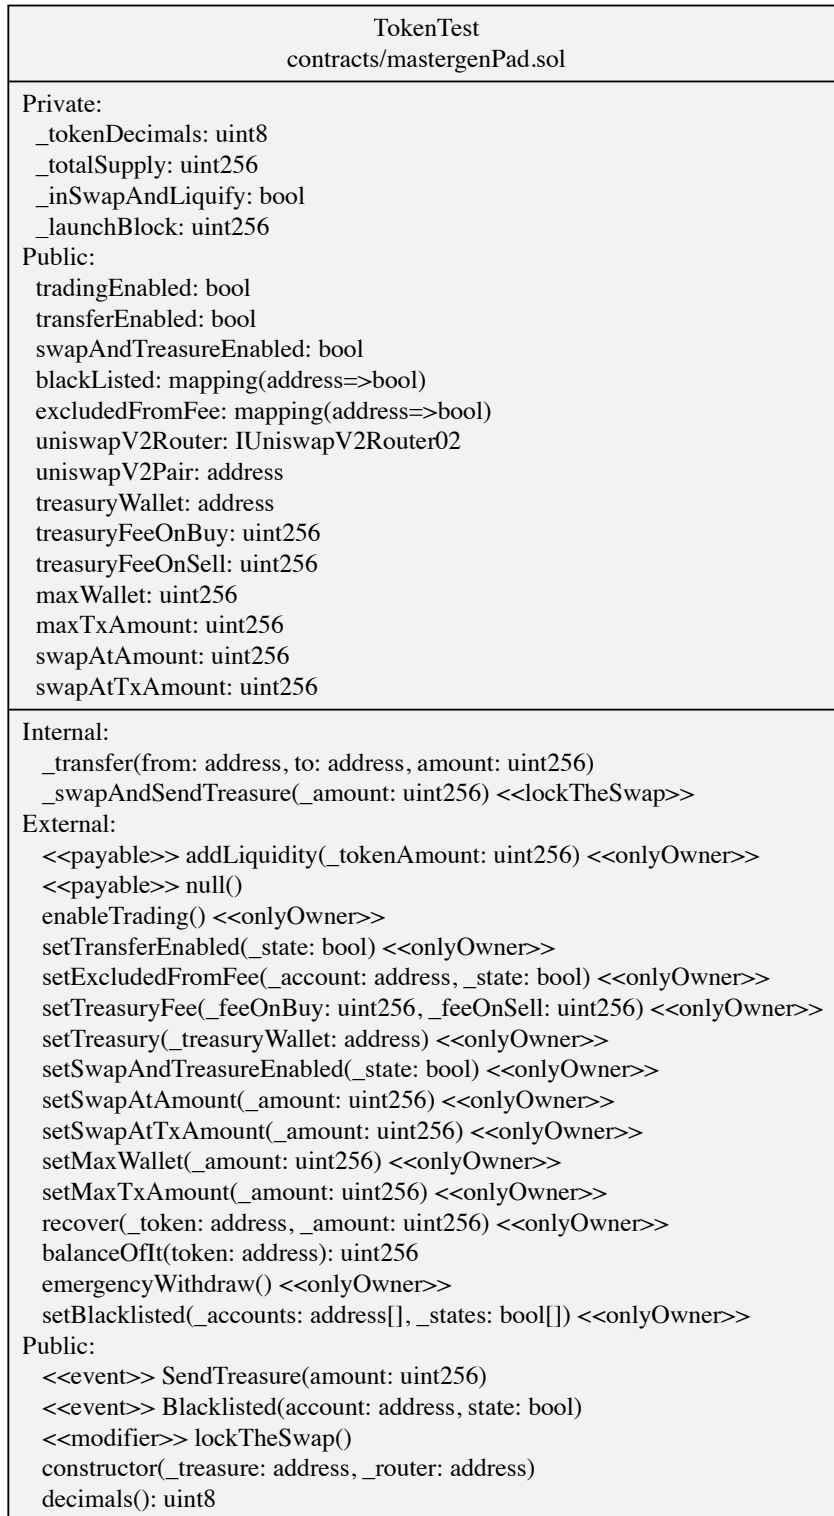 TokenTest
contracts/mastergenPad.sol
Private:
_tokenDecimals: uint8
_totalSupply: uint256
_inSwapAndLiquify: bool
_launchBlock: uint256
Public:
tradingEnabled: bool
transferEnabled: bool
swapAndTreasureEnabled: bool
blackListed: mapping(address=>bool)
excludedFromFee: mapping(address=>bool)
uniswapV2Router: IUniswapV2Router02
uniswapV2Pair: address
treasuryWallet: address
treasuryFeeOnBuy: uint256
treasuryFeeOnSell: uint256
maxWallet: uint256
maxTxAmount: uint256
swapAtAmount: uint256
swapAtTxAmount: uint256
Internal:
_transfer(from: address, to: address, amount: uint256)
_swapAndSendTreasure(_amount: uint256) <<lockTheSwap>>
External:
<<payable>> addLiquidity(_tokenAmount: uint256) <<onlyOwner>>
<<payable>> null()
enableTrading() <<onlyOwner>>
setTransferEnabled(_state: bool) <<onlyOwner>>
setExcludedFromFee(_account: address, _state: bool) <<onlyOwner>>
setTreasuryFee(_feeOnBuy: uint256, _feeOnSell: uint256) <<onlyOwner>>
setTreasury(_treasuryWallet: address) <<onlyOwner>>
setSwapAndTreasureEnabled(_state: bool) <<onlyOwner>>
setSwapAtAmount(_amount: uint256) <<onlyOwner>>
setSwapAtTxAmount(_amount: uint256) <<onlyOwner>>
setMaxWallet(_amount: uint256) <<onlyOwner>>
setMaxTxAmount(_amount: uint256) <<onlyOwner>>
recover(_token: address, _amount: uint256) <<onlyOwner>>
balanceOfIt(token: address): uint256
emergencyWithdraw() <<onlyOwner>>
setBlacklisted(_accounts: address[], _states: bool[]) <<onlyOwner>>
Public:
<<event>> SendTreasure(amount: uint256)
<<event>> Blacklisted(account: address, state: bool)
<<modifier>> lockTheSwap()
constructor(_treasure: address, _router: address)
decimals(): uint8